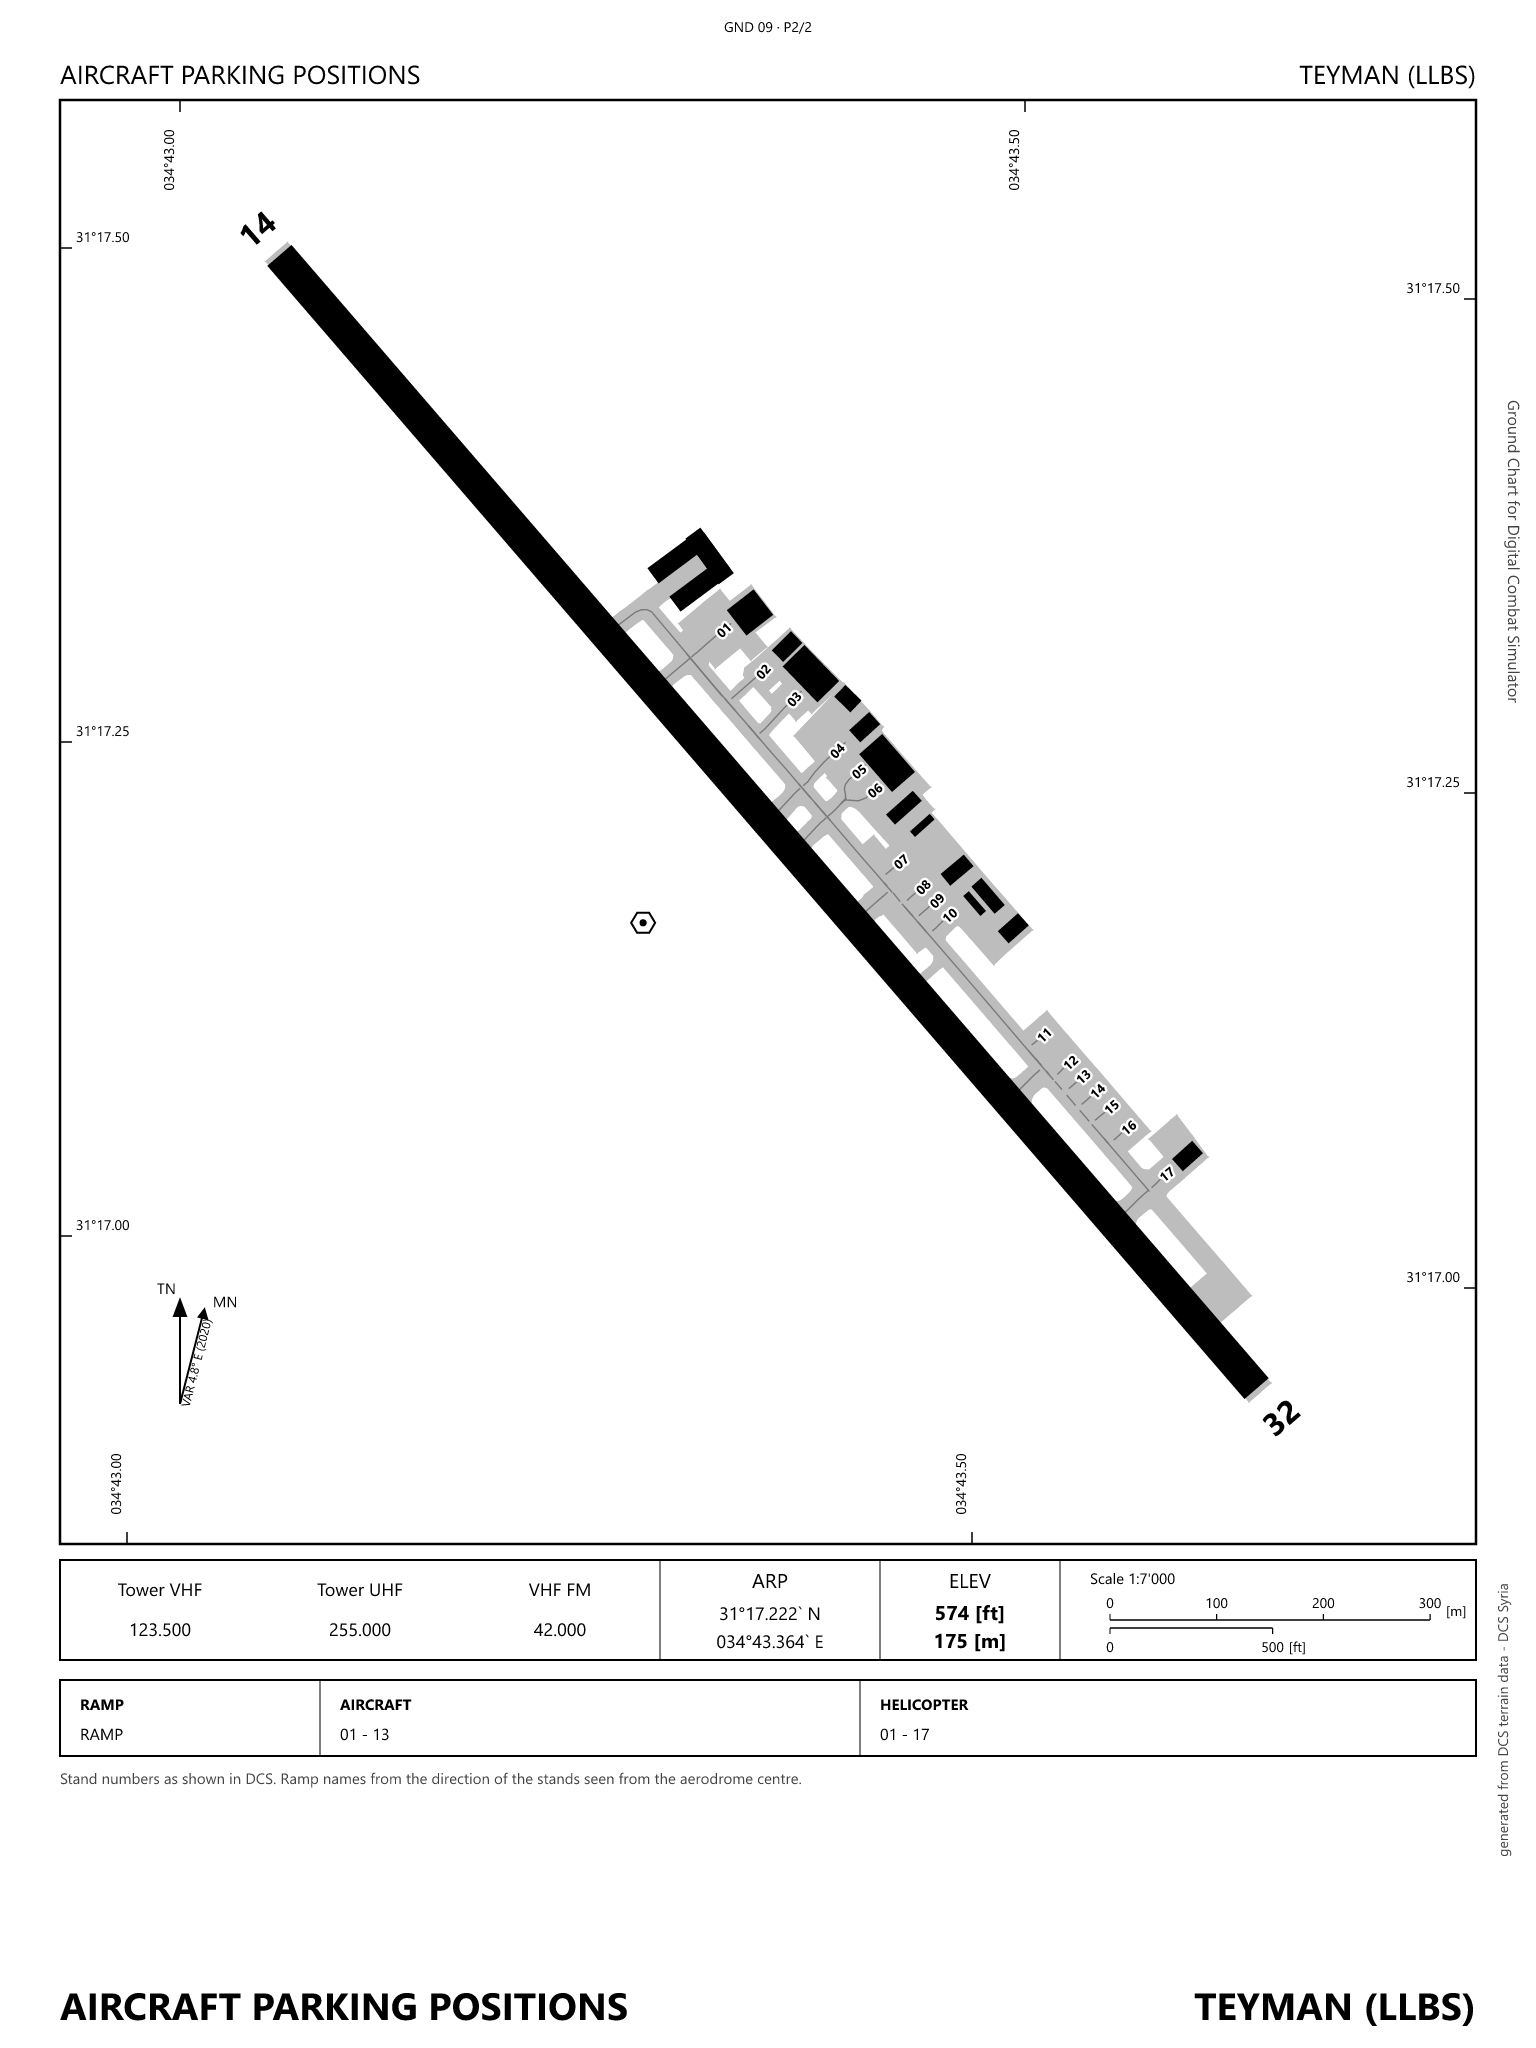 GND 09 · P2/2
AIRCRAFT PARKING POSITIONS
TEYMAN (LLBS)
034°43.00
034°43.50
14
31°17.50
31°17.50
Ground Chart for Digital Combat Simulator
01
02
03
31°17.25
04
05
06
31°17.25
07
08
09
10
11
12
13
14
15
16
17
31°17.00
31°17.00
TN
MN
VAR 4.8° E (2020)
32
034°43.00
034°43.50
Tower VHF
123.500
Tower UHF
255.000
VHF FM
42.000
ARP
31°17.222` N
034°43.364` E
ELEV
574 [ft]
175 [m]
Scale 1:7'000
0 100 200 300 [m]
0 500 [ft]
generated from DCS terrain data - DCS Syria
RAMP AIRCRAFT HELICOPTER
RAMP 01 - 13 01 - 17
Stand numbers as shown in DCS. Ramp names from the direction of the stands seen from the aerodrome centre.
AIRCRAFT PARKING POSITIONS
TEYMAN (LLBS)